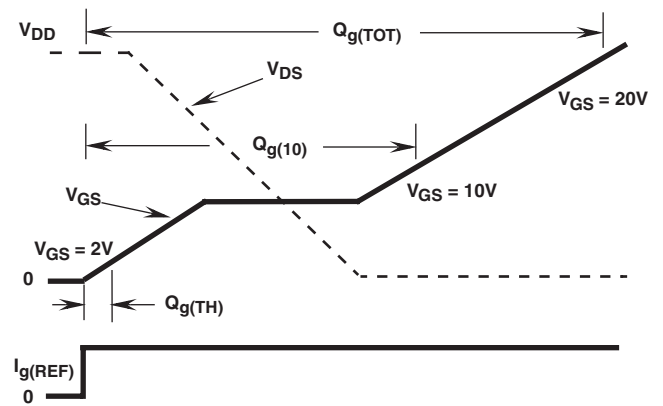 V_DD
Q_g(TOT)
V_DS
V_GS = 20V
Q_g(10)
V_GS
V_GS = 10V
V_GS = 2V
0
Q_g(TH)
I_g(REF)
0